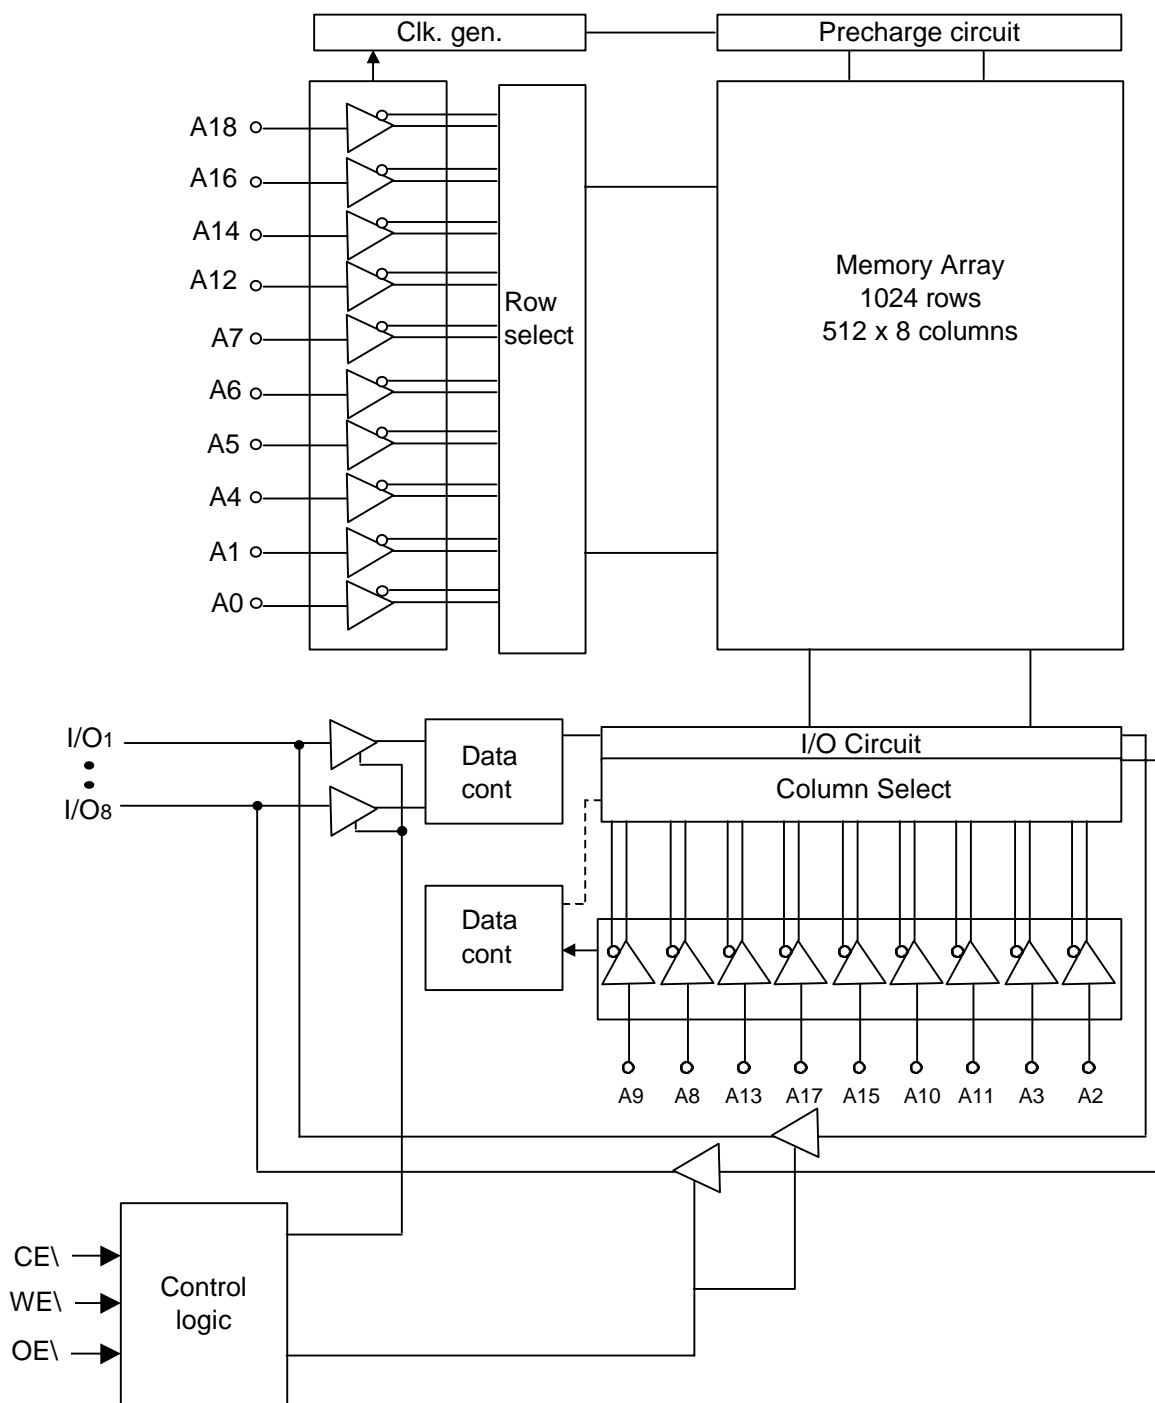 Clk. gen.
Precharge circuit
A18
A16
A14
A12
A7
A6
A5
A4
A1
A0
Row
select
Memory Array
1024 rows
512 x 8 columns
I/O1
I/O8
Data
cont
I/O Circuit
Column Select
Data
cont
A9 A8 A13 A17 A15 A10 A11 A3 A2
CE\
WE\
OE\
Control
logic